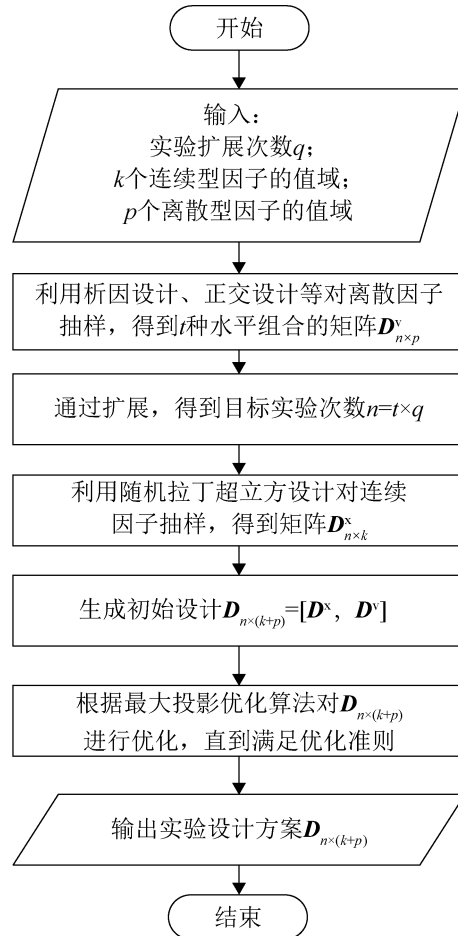 开始
输入：
实验扩展次数q；
k个连续型因子的值域；
p个离散型因子的值域
利用析因设计、正交设计等对离散因子
抽样，得到t种水平组合的矩阵D^v_{n×p}
通过扩展，得到目标实验次数n=t×q
利用随机拉丁超立方设计对连续
因子抽样，得到矩阵D^x_{n×k}
生成初始设计D_{n×(k+p)}=[D^x，D^v]
根据最大投影优化算法对D_{n×(k+p)}
进行优化，直到满足优化准则
输出实验设计方案D_{n×(k+p)}
结束